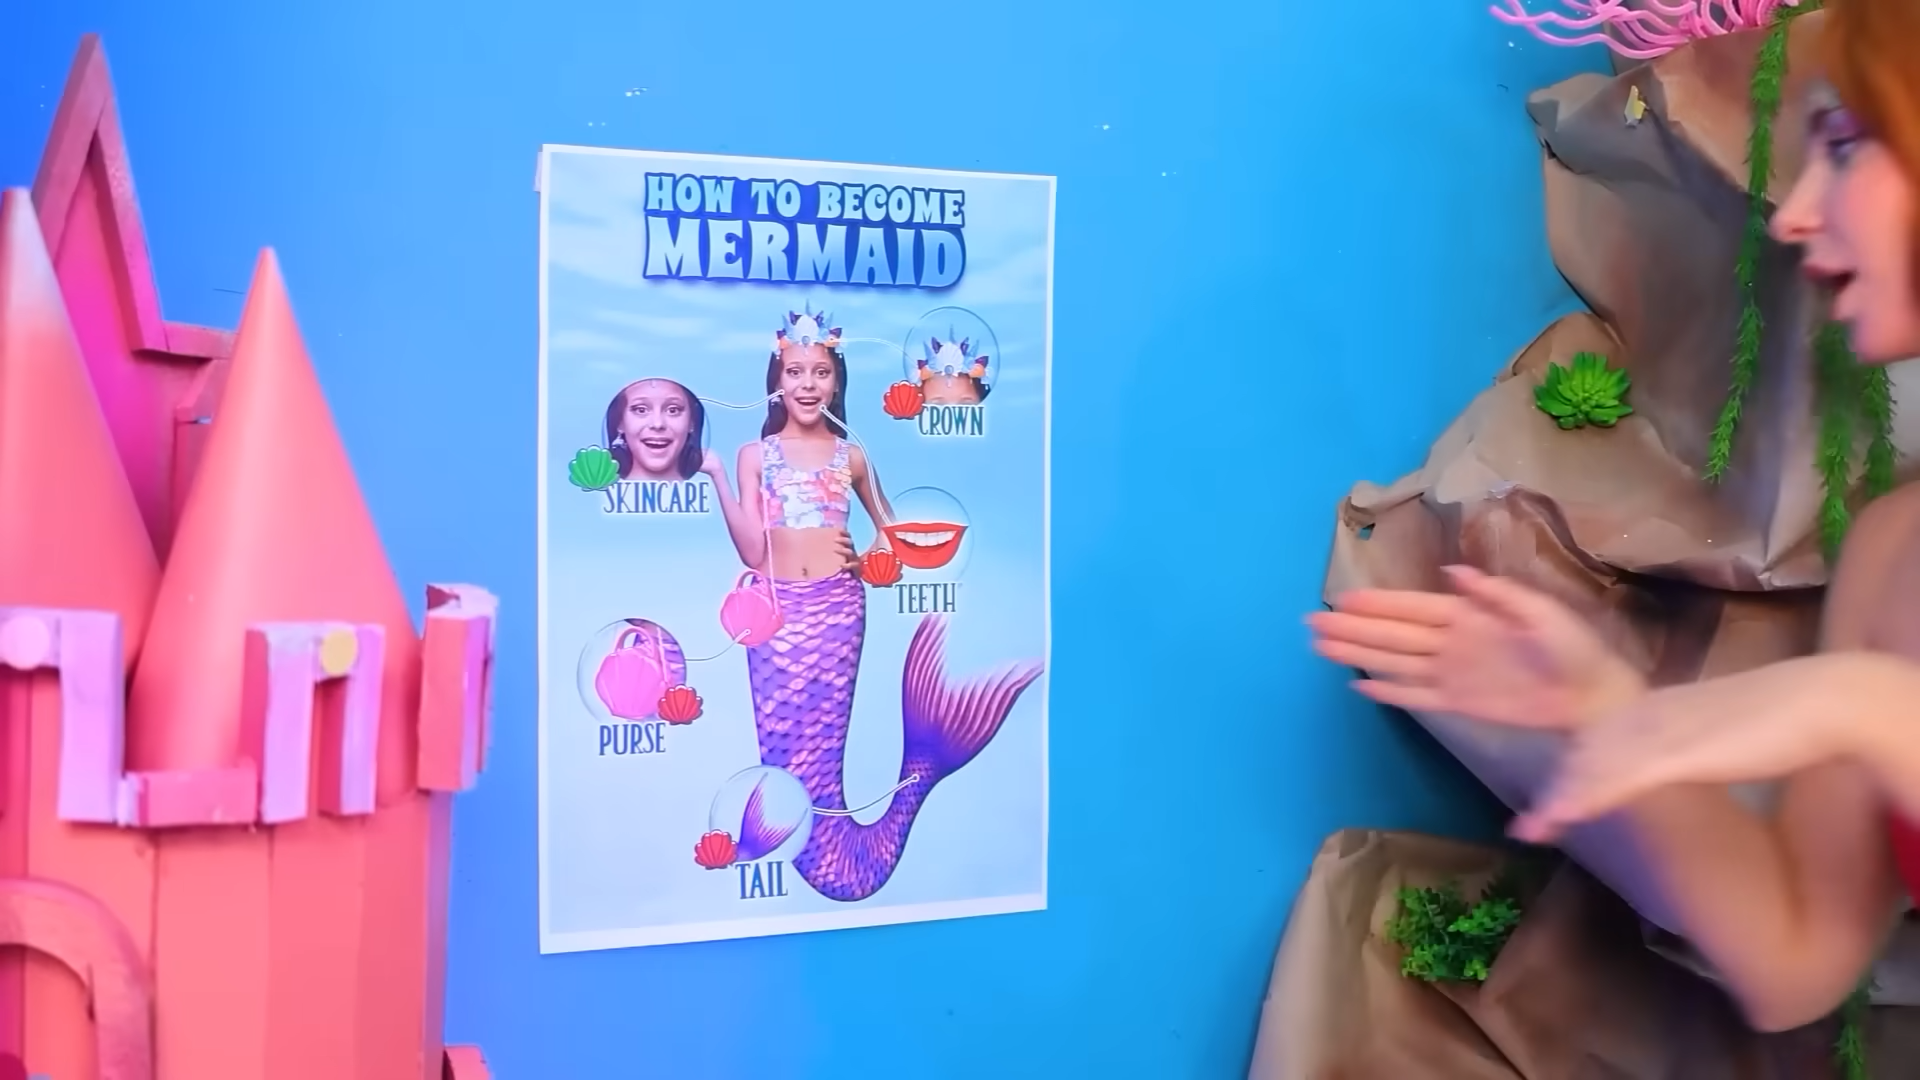 HOW TO BECOME
MERMAID
CROWN
SKINCARE
TEETH
PURSE
TAIL